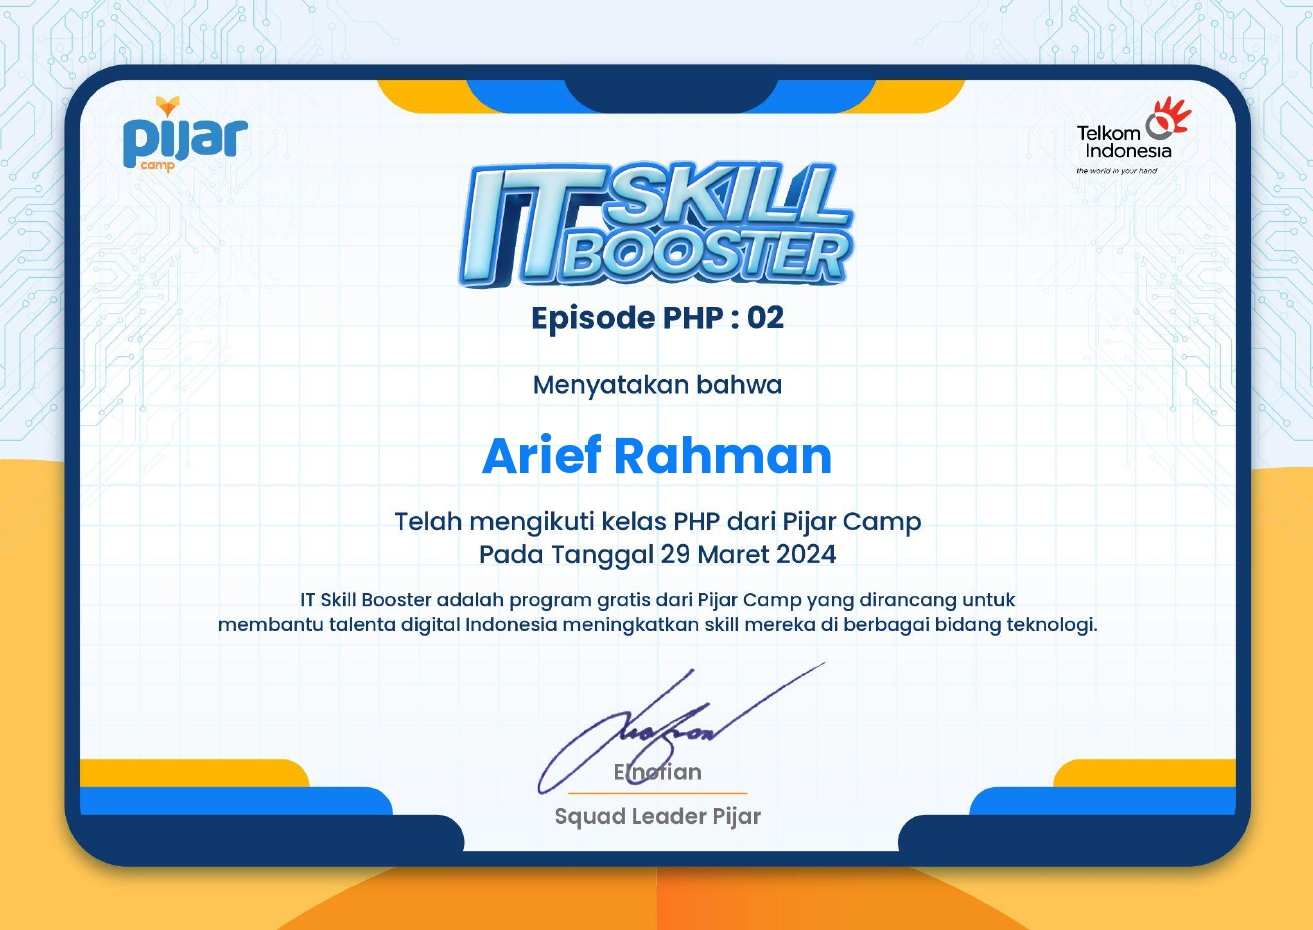 pijar
camp
Telkom
Indonesia
the world in your hand
IT SKILL
BOOSTER
Episode PHP : 02
Menyatakan bahwa
Arief Rahman
Telah mengikuti kelas PHP dari Pijar Camp
Pada Tanggal 29 Maret 2024
IT Skill Booster adalah program gratis dari Pijar Camp yang dirancang untuk
membantu talenta digital Indonesia meningkatkan skill mereka di berbagai bidang teknologi.
Elnofian
Squad Leader Pijar